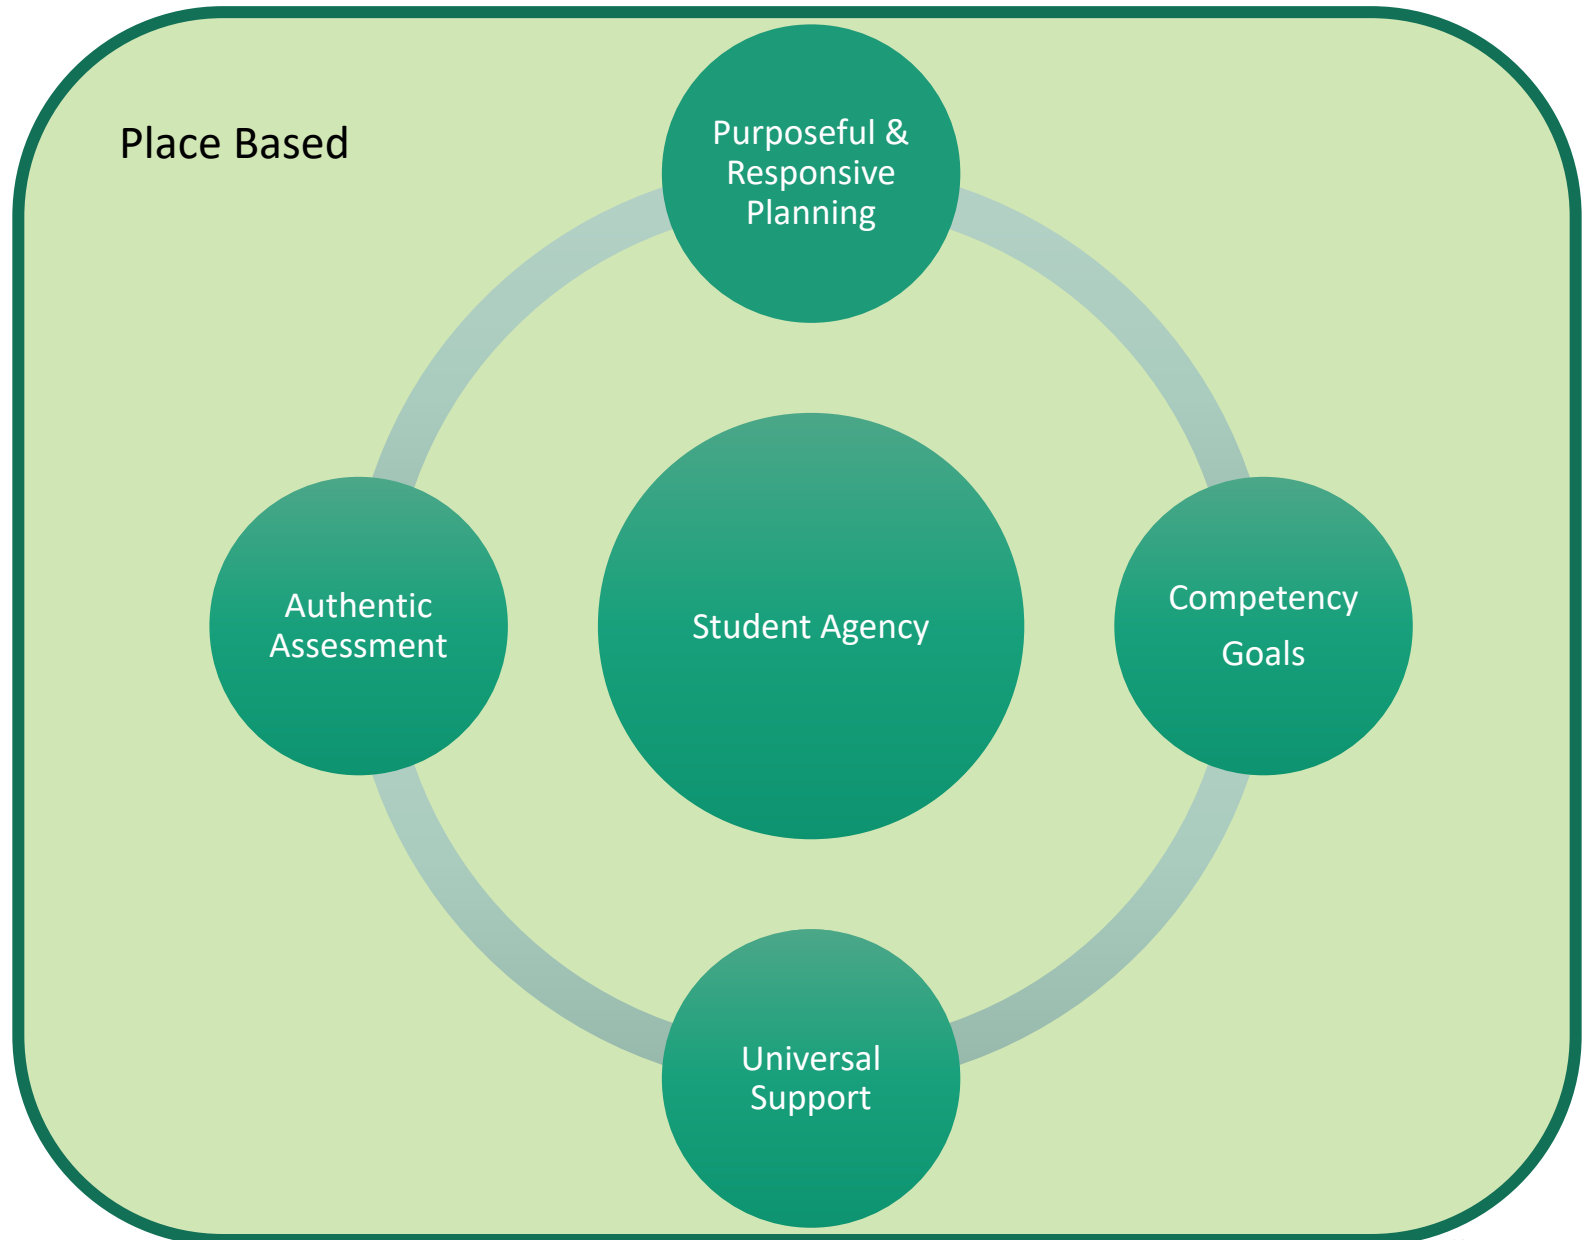 Place Based
Purposeful &
Responsive
Planning
Authentic
Assessment
Student Agency
Competency
Goals
Universal
Support